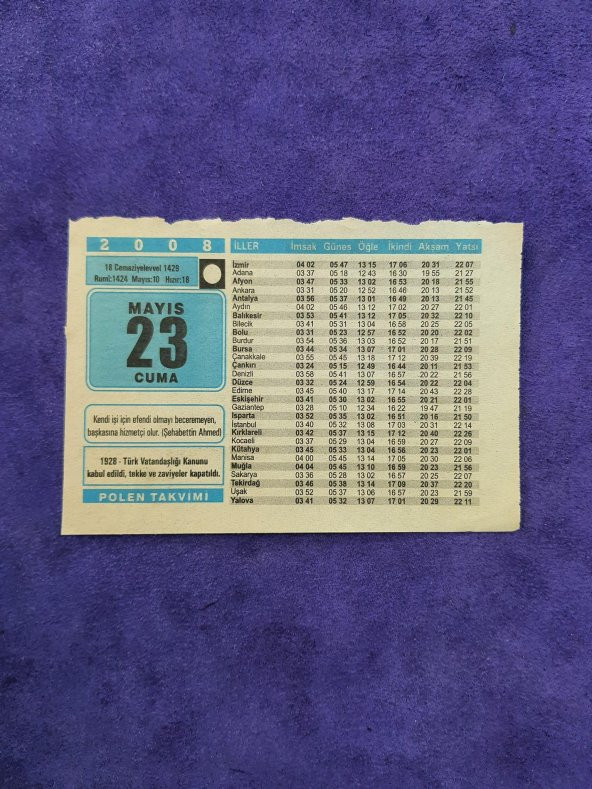 2 0 0 8
18 Cemaziyelevvel 1429
Rumî:1424 Mayıs:10 Hızır:18
MAYIS
23
CUMA
Kendi işi için efendi olmayı beceremeyen,
başkasına hizmetçi olur. (Şehabettin Ahmed)
1928 - Türk Vatandaşlığı Kanunu
kabul edildi, tekke ve zaviyeler kapatıldı.
POLEN TAKVİMİ
İLLER İmsak Güneş Öğle İkindi Akşam Yatsı
İzmir 04 02 05 47 13 15 17 06 20 31 22 07
Adana 03 37 05 18 12 43 16 30 19 55 21 27
Afyon 03 47 05 33 13 02 16 53 20 18 21 55
Ankara 03 31 05 20 12 52 16 46 20 13 21 52
Antalya 03 56 05 37 13 01 16 49 20 13 21 45
Aydın 04 02 05 46 13 12 17 02 20 27 22 02
Balıkesir 03 53 05 41 13 12 17 05 20 32 22 10
Bilecik 03 41 05 31 13 04 16 58 20 25 22 05
Bolu 03 31 05 23 12 57 16 52 20 20 22 02
Burdur 03 54 05 36 13 03 16 52 20 17 21 51
Bursa 03 44 05 34 13 07 17 01 20 28 22 09
Çanakkale 03 55 05 45 13 18 17 12 20 39 22 19
Çankırı 03 24 05 15 12 49 16 44 20 11 21 53
Denizli 03 58 05 41 13 07 16 57 20 22 21 56
Düzce 03 32 05 24 12 59 16 54 20 22 22 04
Edirne 03 45 05 40 13 17 17 14 20 43 22 28
Eskişehir 03 41 05 30 13 02 16 55 20 21 22 01
Gaziantep 03 28 05 10 12 34 16 22 19 47 21 19
Isparta 03 52 05 35 13 02 16 51 20 16 21 50
İstanbul 03 40 05 32 13 08 17 03 20 31 22 14
Kırklareli 03 42 05 37 13 15 17 12 20 40 22 26
Kocaeli 03 37 05 29 13 04 16 59 20 27 22 09
Kütahya 03 45 05 33 13 04 16 56 20 23 22 01
Manisa 04 00 05 45 13 14 17 05 20 30 22 06
Muğla 04 04 05 45 13 10 16 59 20 23 21 56
Sakarya 03 36 05 28 13 02 16 57 20 25 22 07
Tekirdağ 03 46 05 38 13 14 17 09 20 37 22 20
Uşak 03 52 05 37 13 06 16 57 20 23 21 59
Yalova 03 41 05 32 13 07 17 01 20 29 22 11